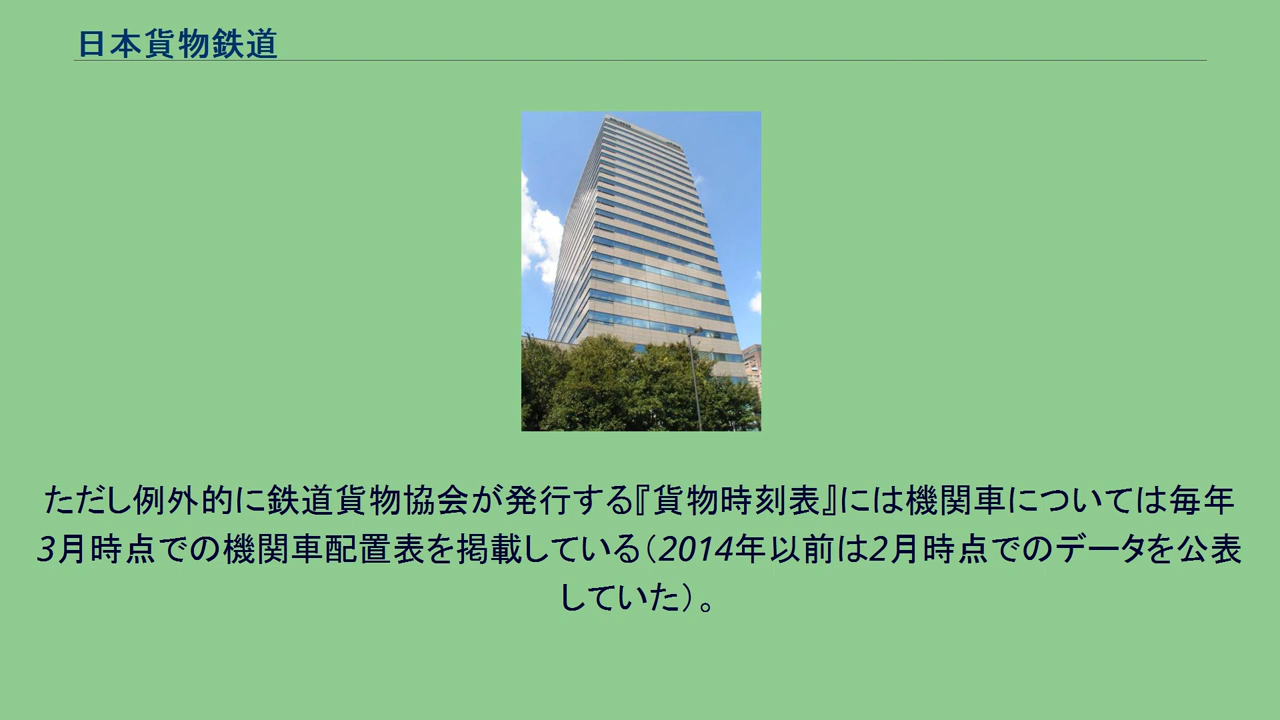 日本貨物鉄道
ただし例外的に鉄道貨物協会が発行する『貨物時刻表』には機関車については毎年
3月時点での機関車配置表を掲載している（2014年以前は2月時点でのデータを公表
していた）。